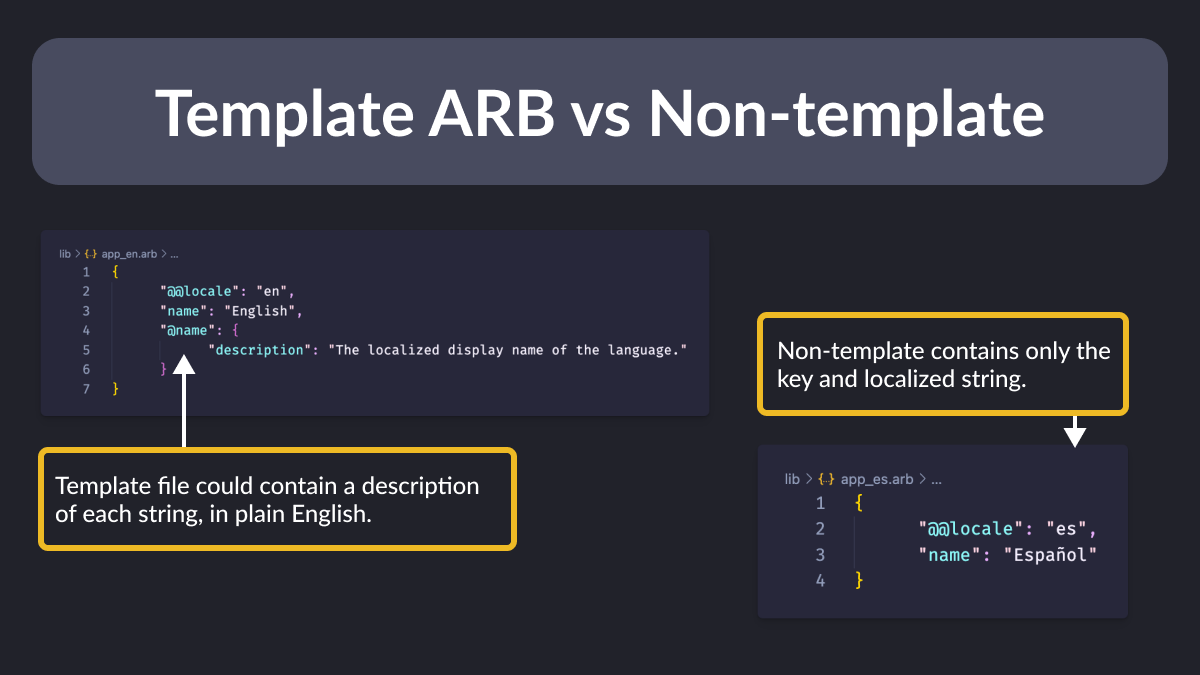 Template ARB vs Non-template
lib > {..} app_en.arb > ...
1 {
2 "@@locale": "en",
3 "name": "English",
4 "@name": {
5 "description": "The localized display name of the language."
6 }
7 }
Template file could contain a description
of each string, in plain English.
Non-template contains only the
key and localized string.
lib > {..} app_es.arb > ...
1 {
2 "@@locale": "es",
3 "name": "Español"
4 }